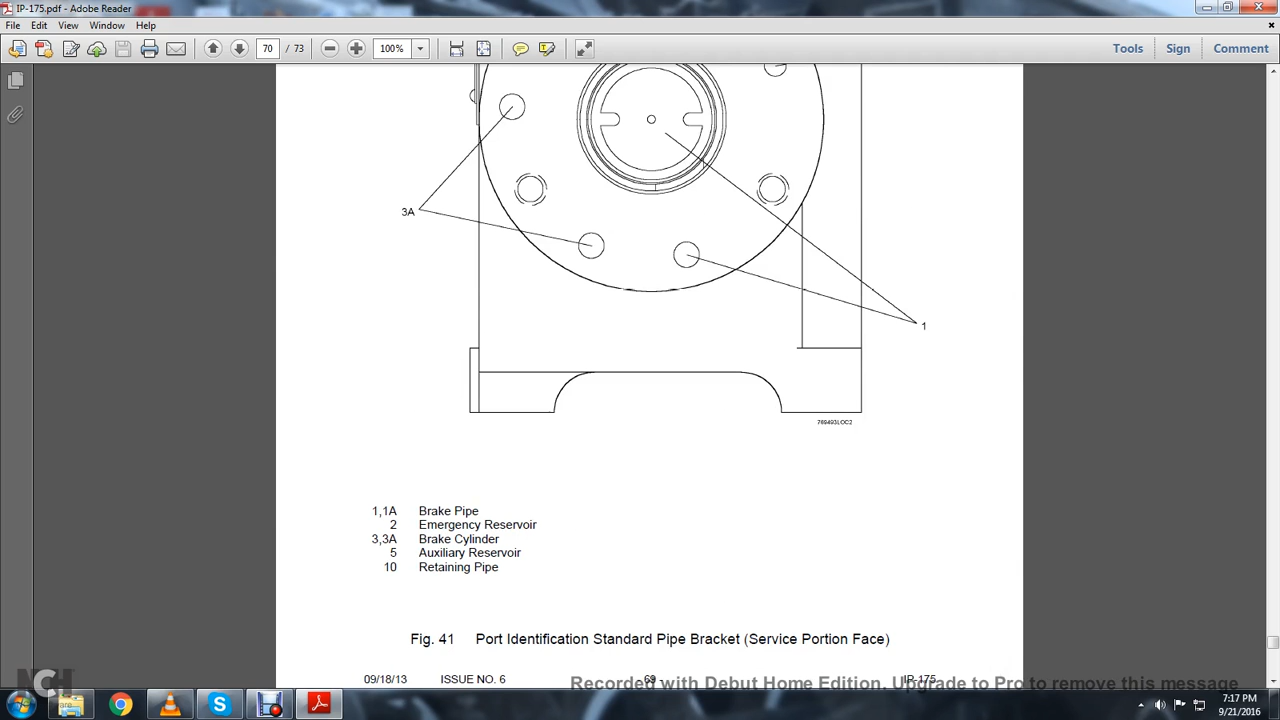 IP-175.pdf - Adobe Reader
File Edit View Window Help
70 / 73 100% Tools Sign Comment
3A
1
769493LOC2
1,1A Brake Pipe
2 Emergency Reservoir
3,3A Brake Cylinder
5 Auxiliary Reservoir
10 Retaining Pipe
Fig. 41 Port Identification Standard Pipe Bracket (Service Portion Face)
09/18/13 ISSUE NO. 6 - 69 - IP-175
Recorded with Debut Home Edition. Upgrade to Pro to remove this message
NCH
7:17 PM
9/21/2016